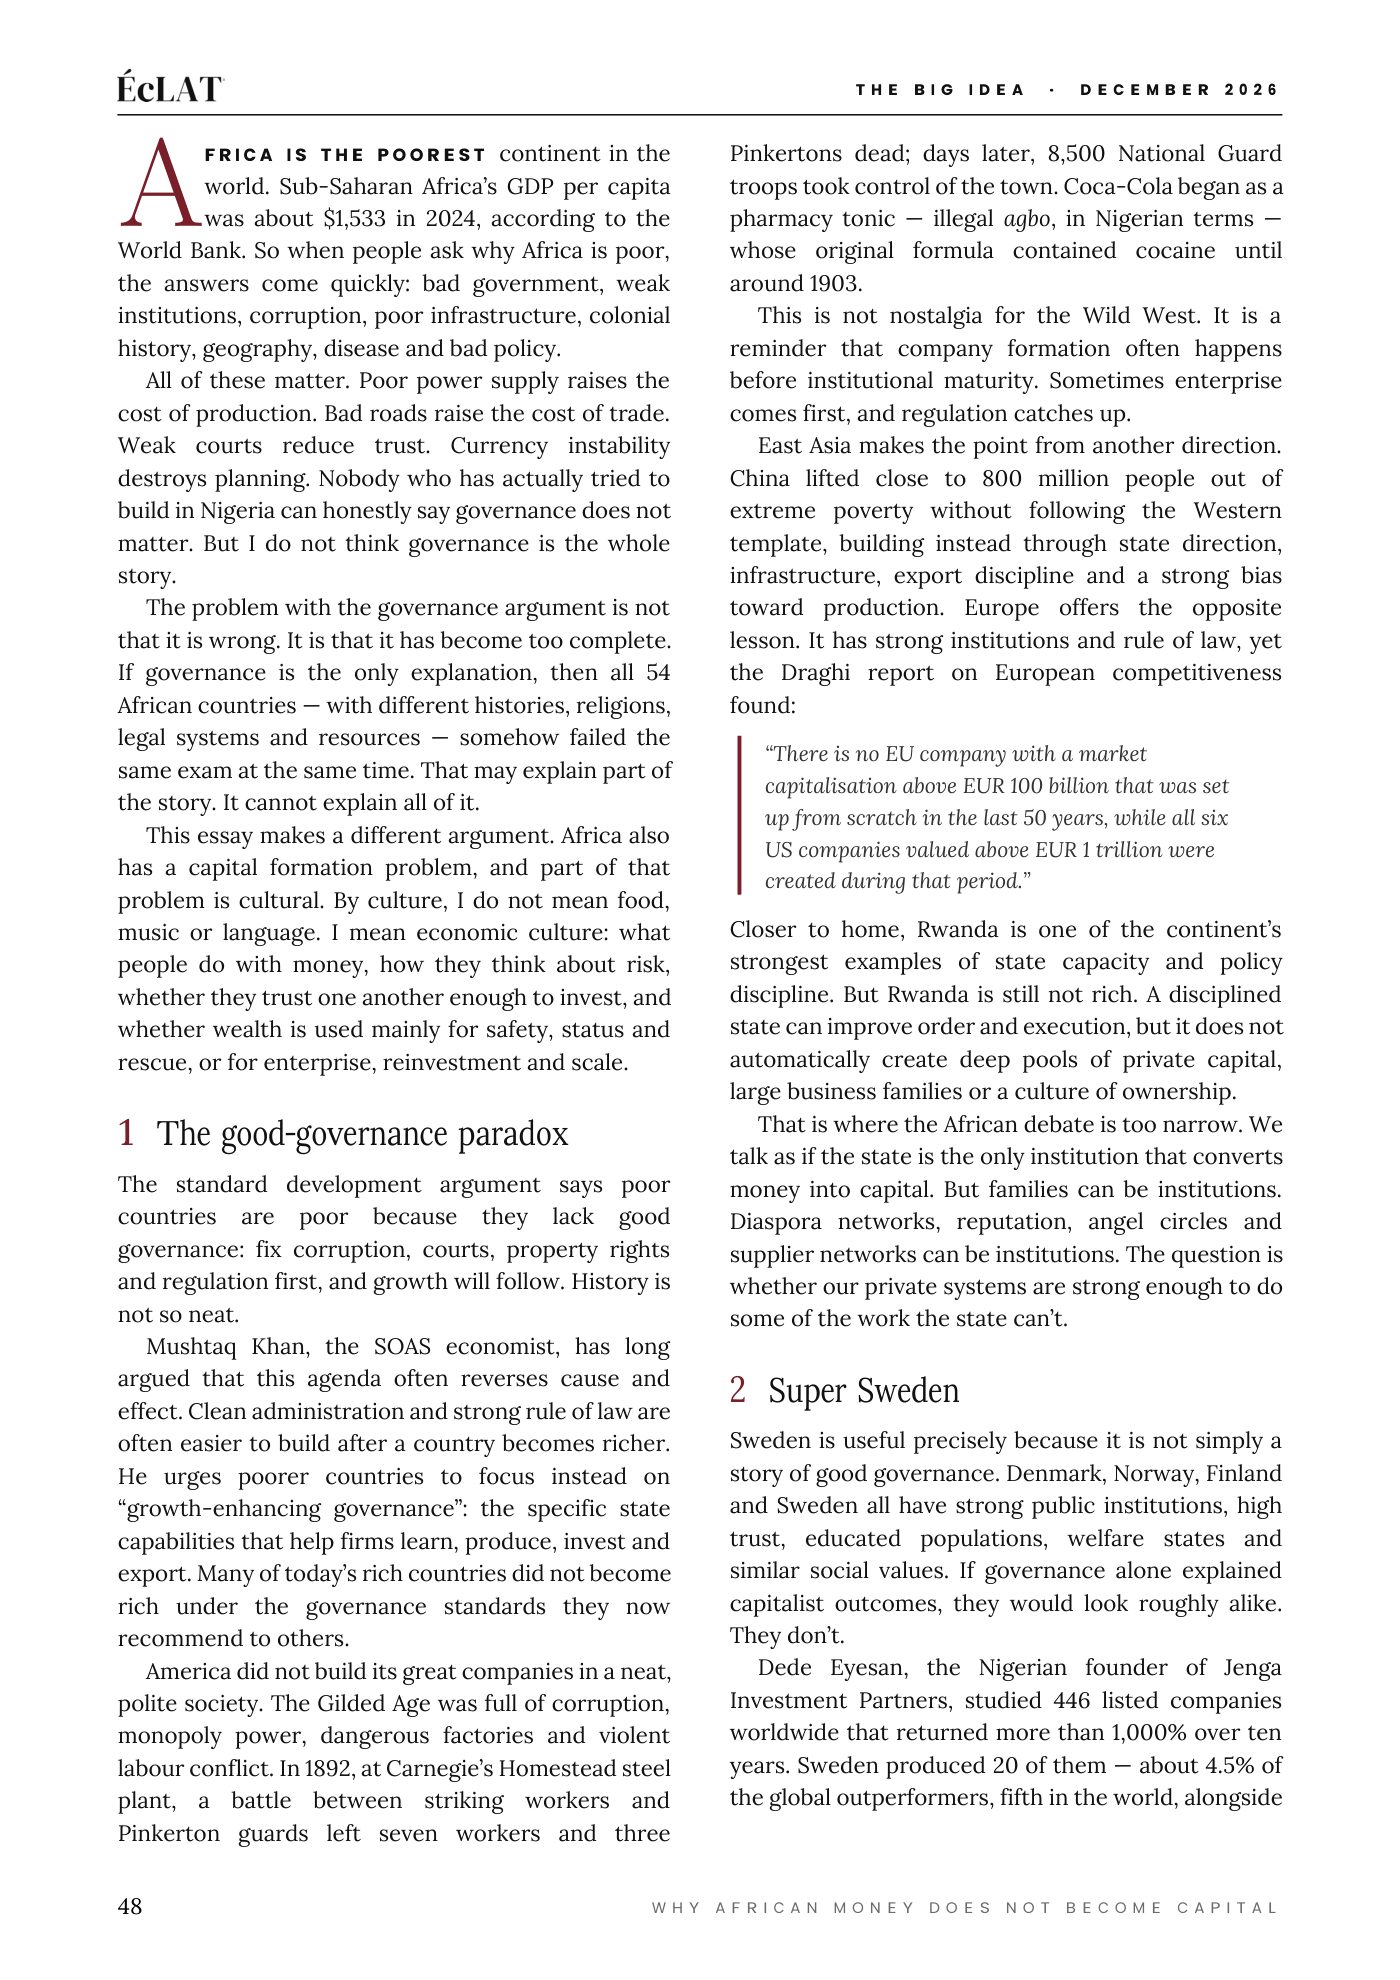 ÉcLAT
THE BIG IDEA · DECEMBER 2026
AFRICA IS THE POOREST continent in the
world. Sub-Saharan Africa’s GDP per capita
was about $1,533 in 2024, according to the
World Bank. So when people ask why Africa is poor,
the answers come quickly: bad government, weak
institutions, corruption, poor infrastructure, colonial
history, geography, disease and bad policy.
All of these matter. Poor power supply raises the
cost of production. Bad roads raise the cost of trade.
Weak courts reduce trust. Currency instability
destroys planning. Nobody who has actually tried to
build in Nigeria can honestly say governance does not
matter. But I do not think governance is the whole
story.
The problem with the governance argument is not
that it is wrong. It is that it has become too complete.
If governance is the only explanation, then all 54
African countries — with different histories, religions,
legal systems and resources — somehow failed the
same exam at the same time. That may explain part of
the story. It cannot explain all of it.
This essay makes a different argument. Africa also
has a capital formation problem, and part of that
problem is cultural. By culture, I do not mean food,
music or language. I mean economic culture: what
people do with money, how they think about risk,
whether they trust one another enough to invest, and
whether wealth is used mainly for safety, status and
rescue, or for enterprise, reinvestment and scale.
1 The good-governance paradox
The standard development argument says poor
countries are poor because they lack good
governance: fix corruption, courts, property rights
and regulation first, and growth will follow. History is
not so neat.
Mushtaq Khan, the SOAS economist, has long
argued that this agenda often reverses cause and
effect. Clean administration and strong rule of law are
often easier to build after a country becomes richer.
He urges poorer countries to focus instead on
“growth-enhancing governance”: the specific state
capabilities that help firms learn, produce, invest and
export. Many of today’s rich countries did not become
rich under the governance standards they now
recommend to others.
America did not build its great companies in a neat,
polite society. The Gilded Age was full of corruption,
monopoly power, dangerous factories and violent
labour conflict. In 1892, at Carnegie’s Homestead steel
plant, a battle between striking workers and
Pinkerton guards left seven workers and three
Pinkertons dead; days later, 8,500 National Guard
troops took control of the town. Coca-Cola began as a
pharmacy tonic — illegal agbo, in Nigerian terms —
whose original formula contained cocaine until
around 1903.
This is not nostalgia for the Wild West. It is a
reminder that company formation often happens
before institutional maturity. Sometimes enterprise
comes first, and regulation catches up.
East Asia makes the point from another direction.
China lifted close to 800 million people out of
extreme poverty without following the Western
template, building instead through state direction,
infrastructure, export discipline and a strong bias
toward production. Europe offers the opposite
lesson. It has strong institutions and rule of law, yet
the Draghi report on European competitiveness
found:
“There is no EU company with a market
capitalisation above EUR 100 billion that was set
up from scratch in the last 50 years, while all six
US companies valued above EUR 1 trillion were
created during that period.”
Closer to home, Rwanda is one of the continent’s
strongest examples of state capacity and policy
discipline. But Rwanda is still not rich. A disciplined
state can improve order and execution, but it does not
automatically create deep pools of private capital,
large business families or a culture of ownership.
That is where the African debate is too narrow. We
talk as if the state is the only institution that converts
money into capital. But families can be institutions.
Diaspora networks, reputation, angel circles and
supplier networks can be institutions. The question is
whether our private systems are strong enough to do
some of the work the state can’t.
2 Super Sweden
Sweden is useful precisely because it is not simply a
story of good governance. Denmark, Norway, Finland
and Sweden all have strong public institutions, high
trust, educated populations, welfare states and
similar social values. If governance alone explained
capitalist outcomes, they would look roughly alike.
They don’t.
Dede Eyesan, the Nigerian founder of Jenga
Investment Partners, studied 446 listed companies
worldwide that returned more than 1,000% over ten
years. Sweden produced 20 of them — about 4.5% of
the global outperformers, fifth in the world, alongside
48
WHY AFRICAN MONEY DOES NOT BECOME CAPITAL